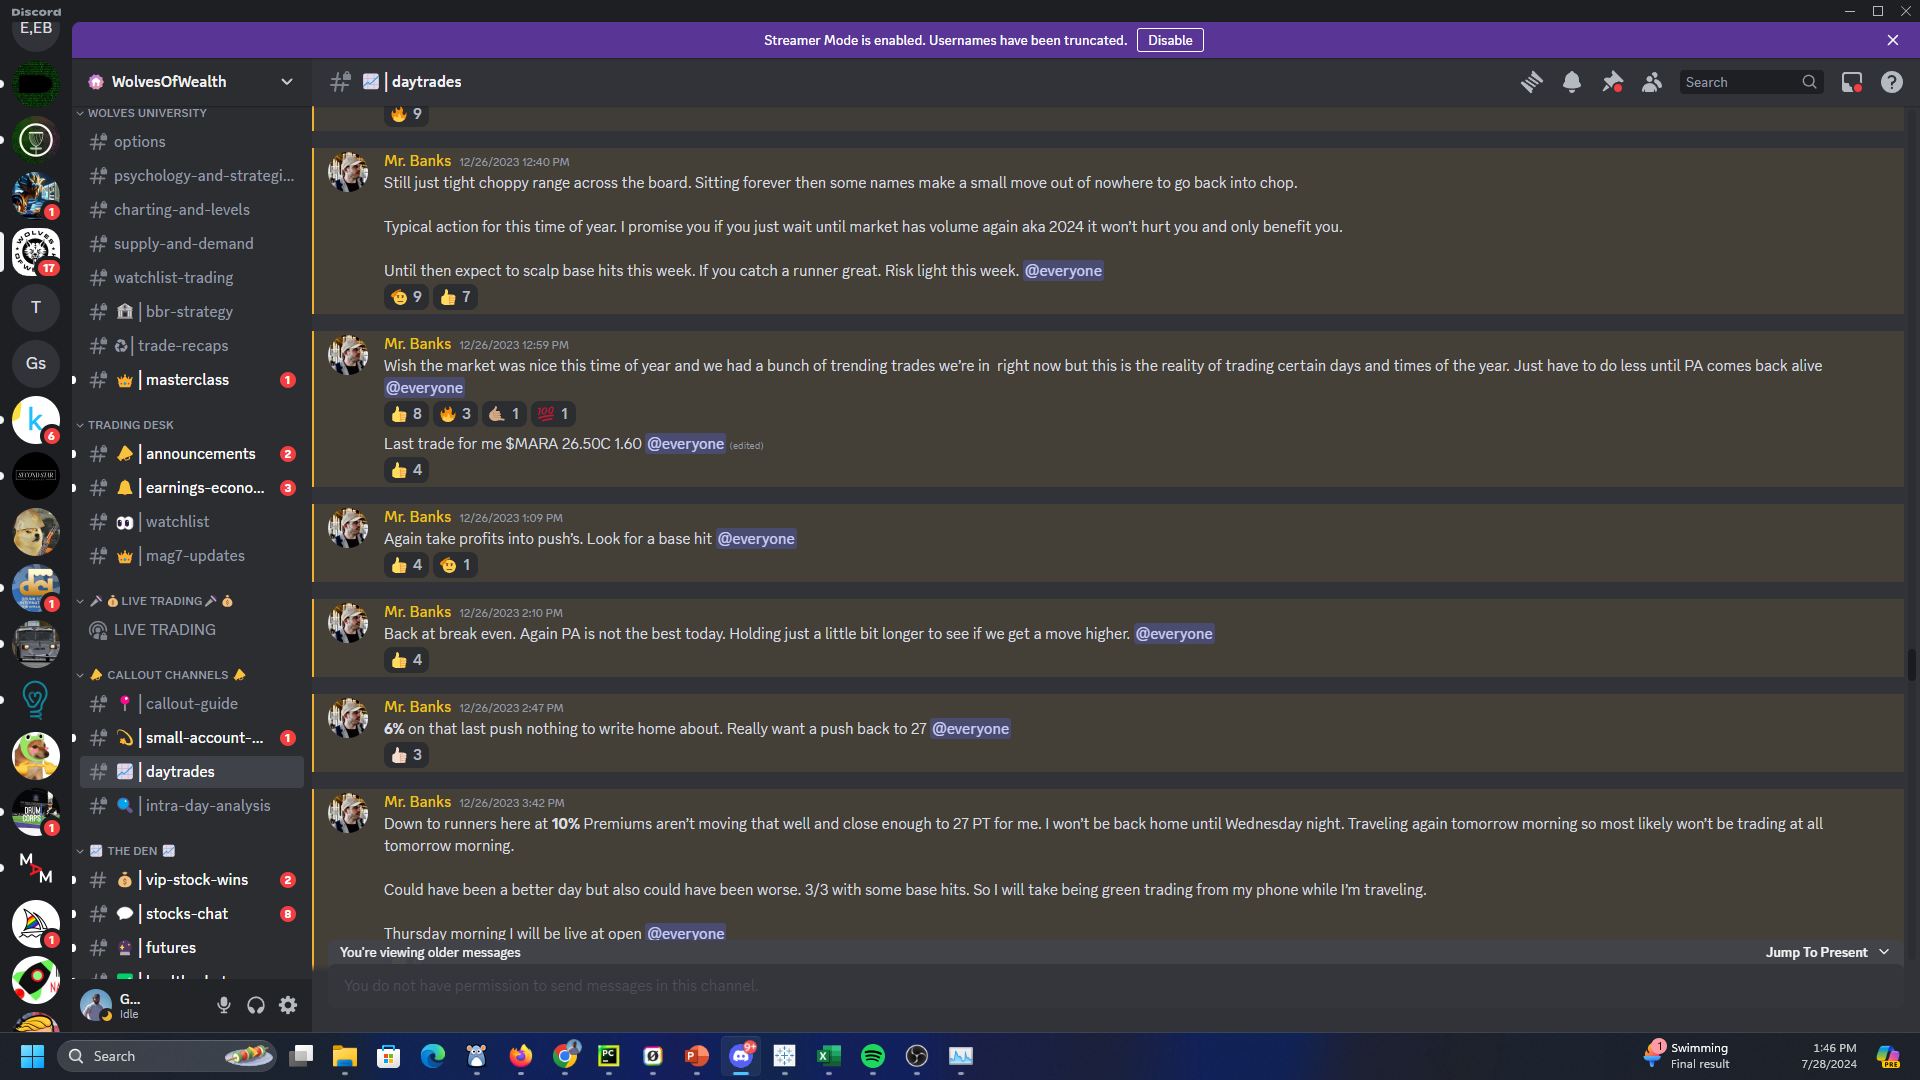 Discord
E,EB
Streamer Mode is enabled. Usernames have been truncated.
Disable
WolvesOfWealth
| daytrades
Search
1
WOLVES
17
T
Gs
k
6
SECOND STAR
dci
1
DRUM CORPS
1
M A M
1
WOLVES UNIVERSITY
options
psychology-and-strategi...
charting-and-levels
supply-and-demand
watchlist-trading
| bbr-strategy
| trade-recaps
| masterclass 1
TRADING DESK
| announcements 2
| earnings-econo... 3
| watchlist
| mag7-updates
LIVE TRADING
LIVE TRADING
CALLOUT CHANNELS
| callout-guide
| small-account-... 1
| daytrades
| intra-day-analysis
THE DEN
| vip-stock-wins 2
| stocks-chat 8
| futures
G...
Idle
🔥 9
Mr. Banks 12/26/2023 12:40 PM
Still just tight choppy range across the board. Sitting forever then some names make a small move out of nowhere to go back into chop.
Typical action for this time of year. I promise you if you just wait until market has volume again aka 2024 it won't hurt you and only benefit you.
Until then expect to scalp base hits this week. If you catch a runner great. Risk light this week. @everyone
🫡 9 👍 7
Mr. Banks 12/26/2023 12:59 PM
Wish the market was nice this time of year and we had a bunch of trending trades we're in right now but this is the reality of trading certain days and times of the year. Just have to do less until PA comes back alive
@everyone
👍 8 🔥 3 🤙🏽 1 💯 1
Last trade for me $MARA 26.50C 1.60 @everyone (edited)
👍 4
Mr. Banks 12/26/2023 1:09 PM
Again take profits into push's. Look for a base hit @everyone
👍 4 🫡 1
Mr. Banks 12/26/2023 2:10 PM
Back at break even. Again PA is not the best today. Holding just a little bit longer to see if we get a move higher. @everyone
👍 4
Mr. Banks 12/26/2023 2:47 PM
6% on that last push nothing to write home about. Really want a push back to 27 @everyone
👍🏻 3
Mr. Banks 12/26/2023 3:42 PM
Down to runners here at 10% Premiums aren't moving that well and close enough to 27 PT for me. I won't be back home until Wednesday night. Traveling again tomorrow morning so most likely won't be trading at all
tomorrow morning.
Could have been a better day but also could have been worse. 3/3 with some base hits. So I will take being green trading from my phone while I'm traveling.
Thursday morning I will be live at open @everyone
You're viewing older messages
Jump To Present
You do not have permission to send messages in this channel.
Search
PC
P
9+
X
1
Swimming
Final result
1:46 PM
7/28/2024
PRE